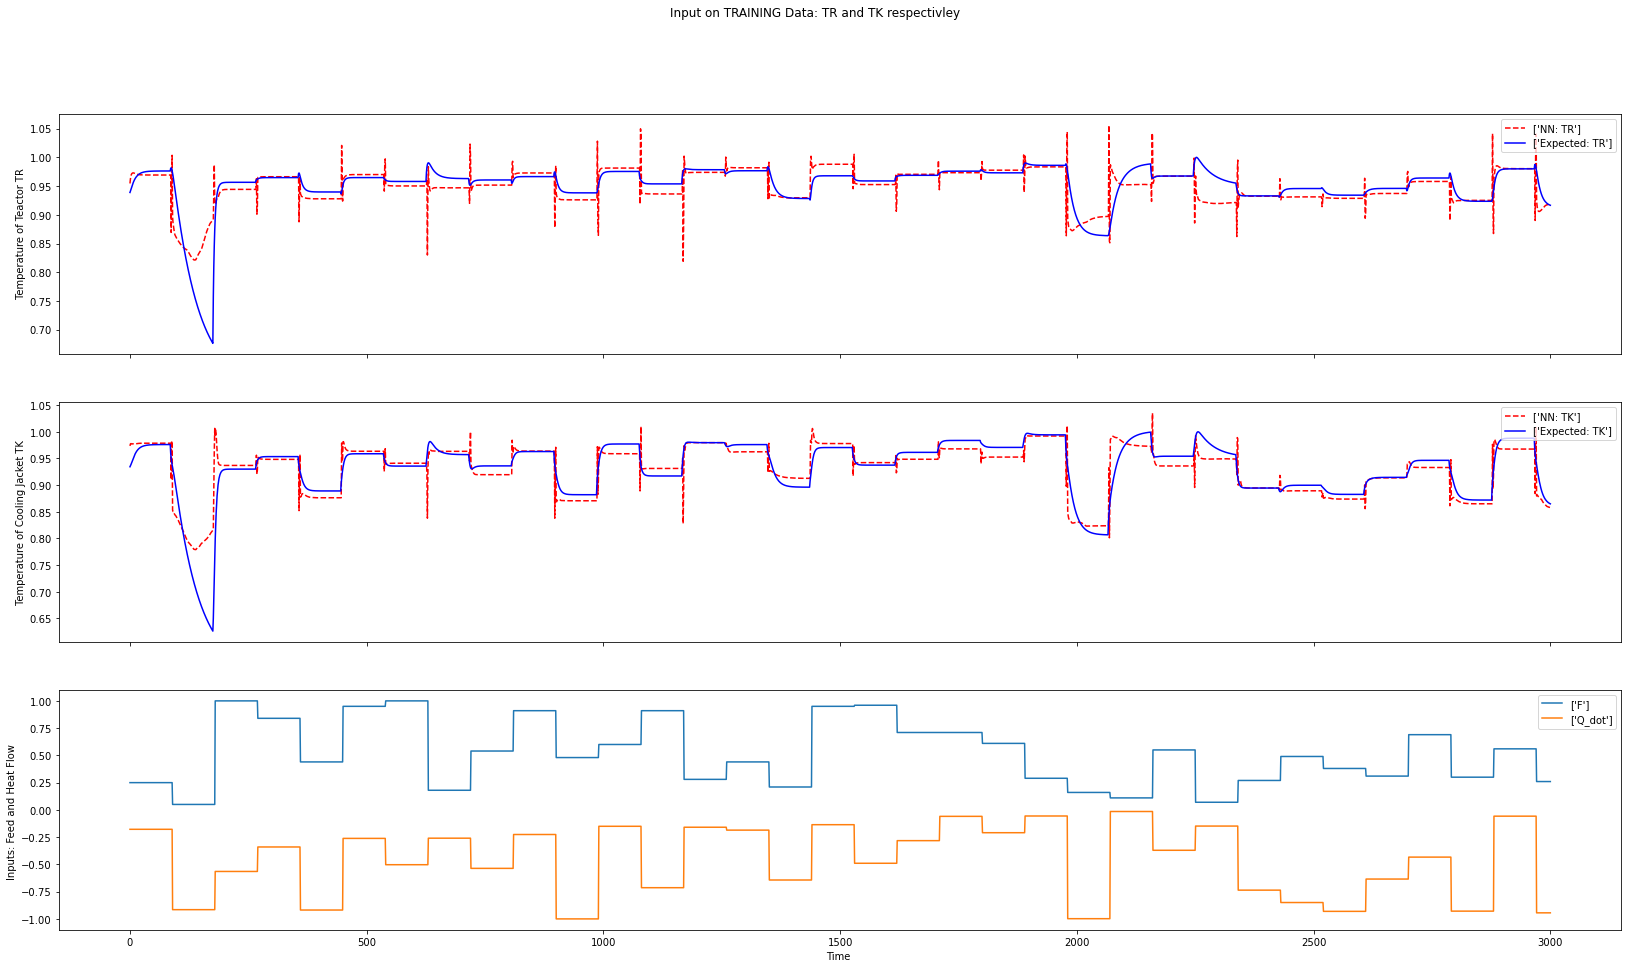 Input on TRAINING Data: TR and TK respectivley
Temperature of Teactor TR
1.05
1.00
0.95
0.90
0.85
0.80
0.75
0.70
['NN: TR']
['Expected: TR']
Temperature of Cooling Jacket TK
1.05
1.00
0.95
0.90
0.85
0.80
0.75
0.70
0.65
['NN: TK']
['Expected: TK']
Inputs: Feed and Heat Flow
1.00
0.75
0.50
0.25
0.00
−0.25
−0.50
−0.75
−1.00
['F']
['Q_dot']
0 500 1000 1500 2000 2500 3000
Time